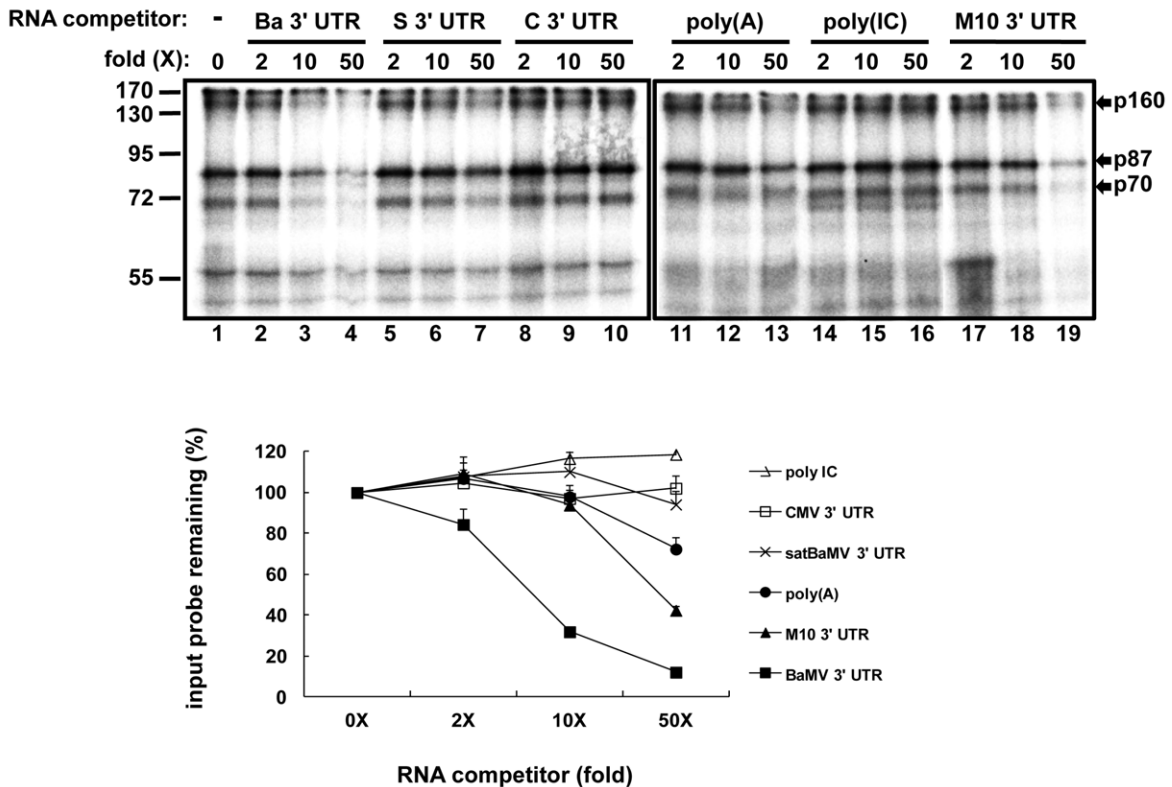 RNA competitor: - Ba 3' UTR S 3' UTR C 3' UTR poly(A) poly(IC) M10 3' UTR
fold (X): 0 2 10 50 2 10 50 2 10 50 2 10 50 2 10 50 2 10 50
170
130
95
72
55
p160
p87
p70
1 2 3 4 5 6 7 8 9 10 11 12 13 14 15 16 17 18 19
input probe remaining (%)
120
100
80
60
40
20
0
0X 2X 10X 50X
RNA competitor (fold)
poly IC
CMV 3' UTR
satBaMV 3' UTR
poly(A)
M10 3' UTR
BaMV 3' UTR